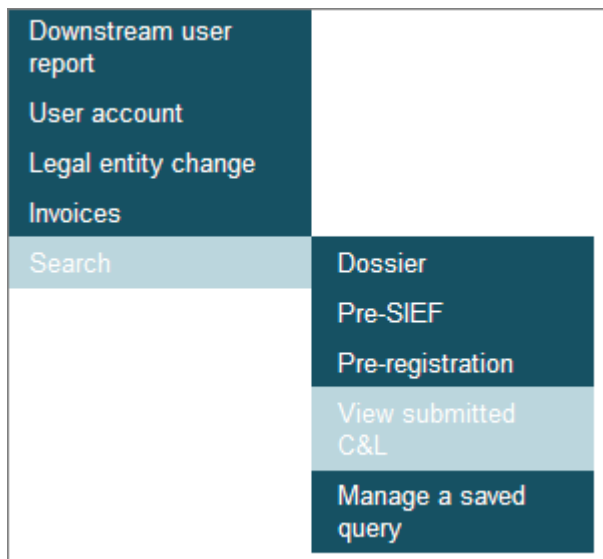 Downstream user
report
User account
Legal entity change
Invoices
Search
Dossier
Pre-SIEF
Pre-registration
View submitted
C&L
Manage a saved
query